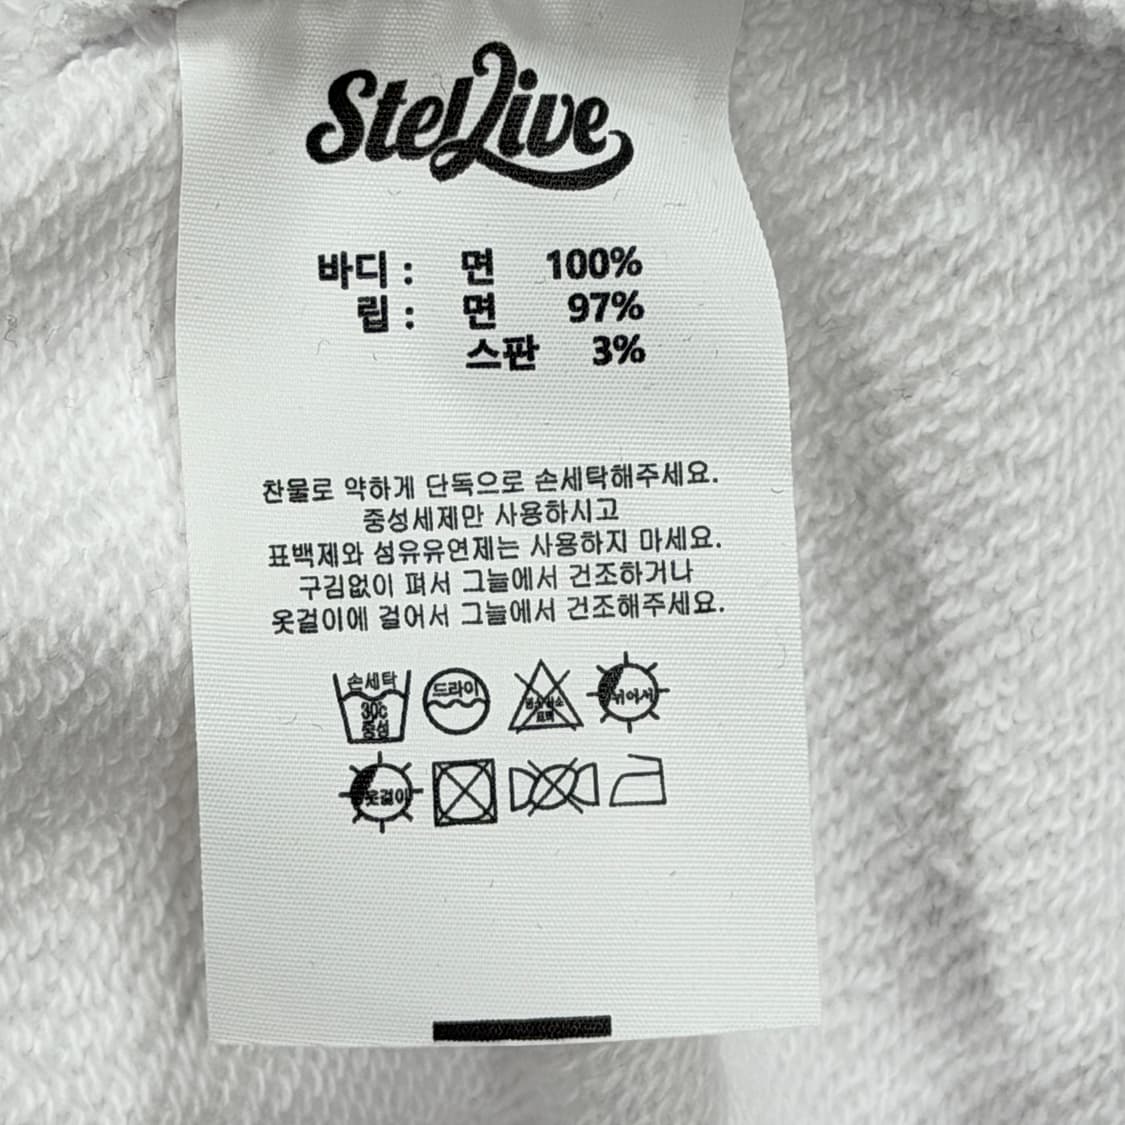 StelLive
바디 : 면 100%
립 : 면 97%
스판 3%
찬물로 약하게 단독으로 손세탁해주세요.
중성세제만 사용하시고
표백제와 섬유유연제는 사용하지 마세요.
구김없이 펴서 그늘에서 건조하거나
옷걸이에 걸어서 그늘에서 건조해주세요.
손세탁 30c 중성 드라이 뉘어서
옷걸이